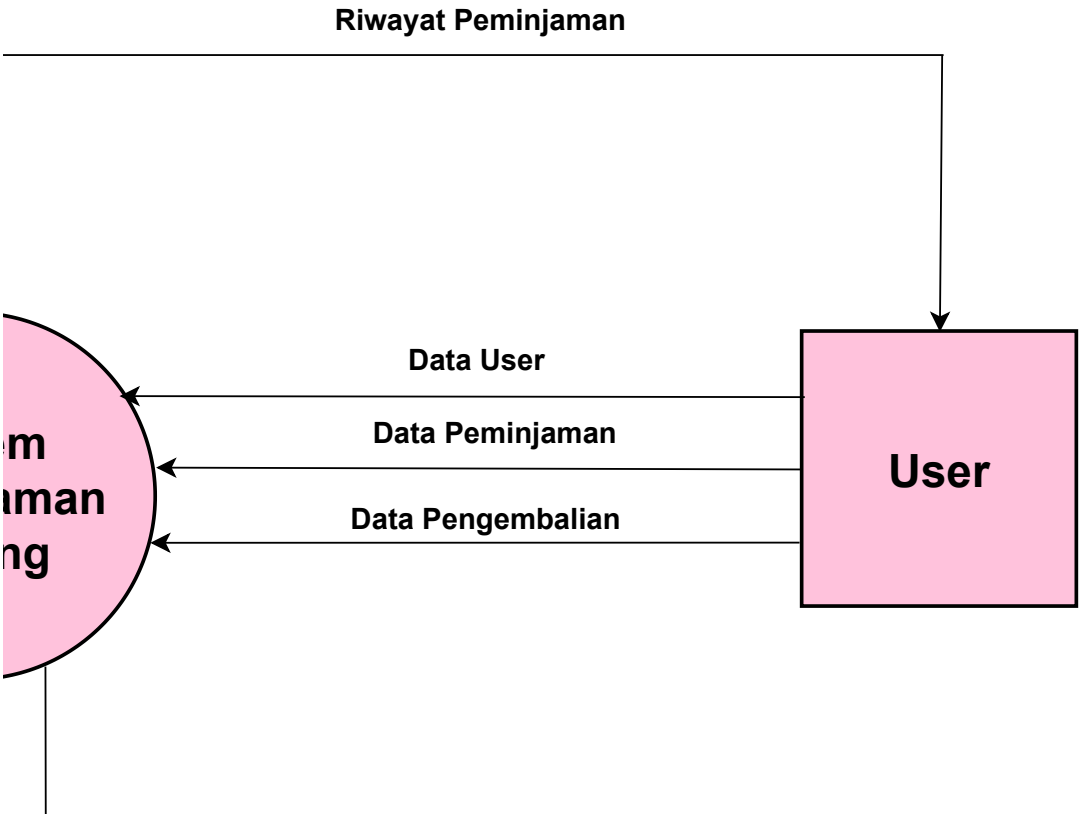 Riwayat Peminjaman
Data User
Data Peminjaman
Data Pengembalian
User